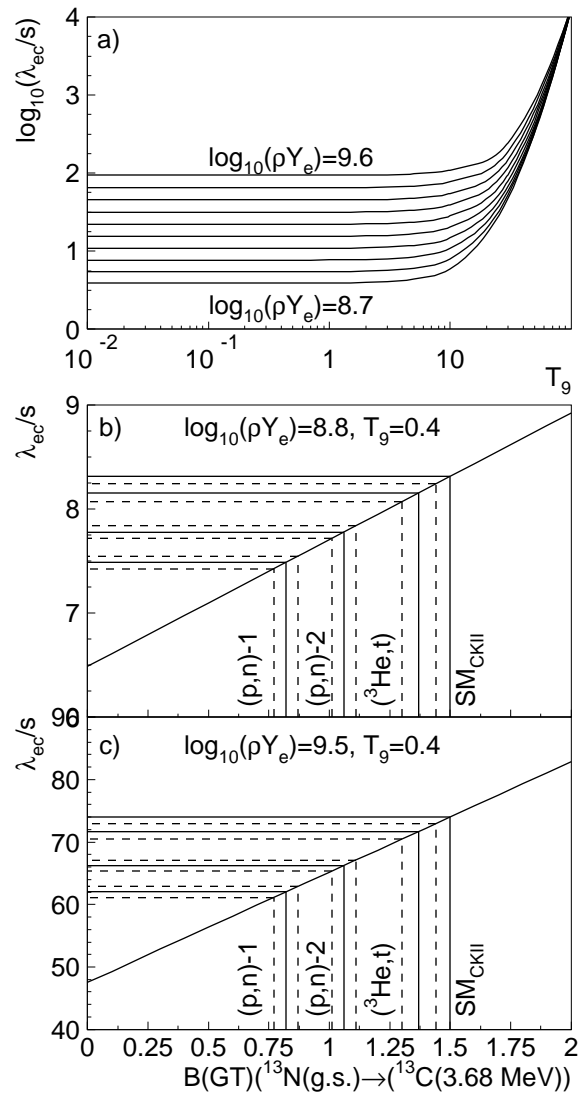 a)
log₁₀(λₑc/s)
4
3
2
1
0
log₁₀(ρYₑ)=9.6
log₁₀(ρYₑ)=8.7
10⁻² 10⁻¹ 1 10
T₉
b) log₁₀(ρYₑ)=8.8, T₉=0.4
λₑc/s
9
8
7
6
(p,n)-1
(p,n)-2
(³He,t)
SM_CKII
c) log₁₀(ρYₑ)=9.5, T₉=0.4
λₑc/s
90
80
70
60
50
40
(p,n)-1
(p,n)-2
(³He,t)
SM_CKII
0 0.25 0.5 0.75 1 1.25 1.5 1.75 2
B(GT)(¹³N(g.s.)→(¹³C(3.68 MeV))